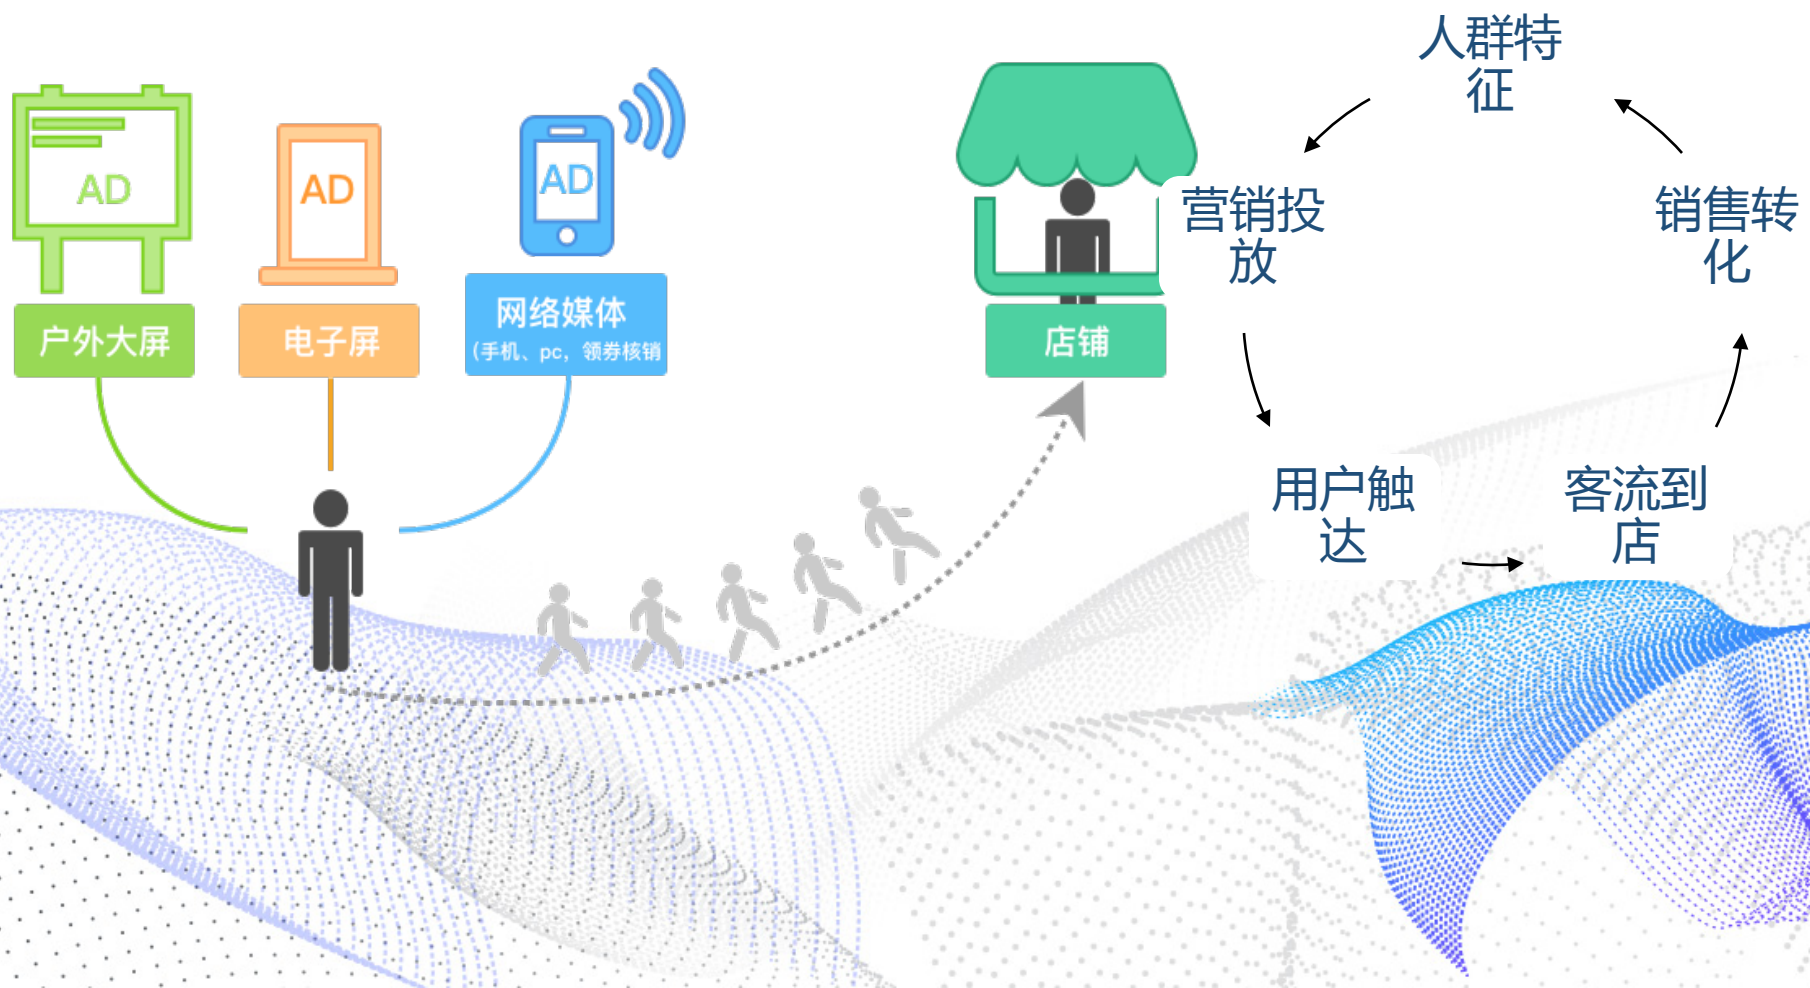 AD
户外大屏
AD
电子屏
AD
网络媒体
(手机、pc，领券核销
店铺
人群特
征
营销投
放
销售转
化
用户触
达
客流到
店